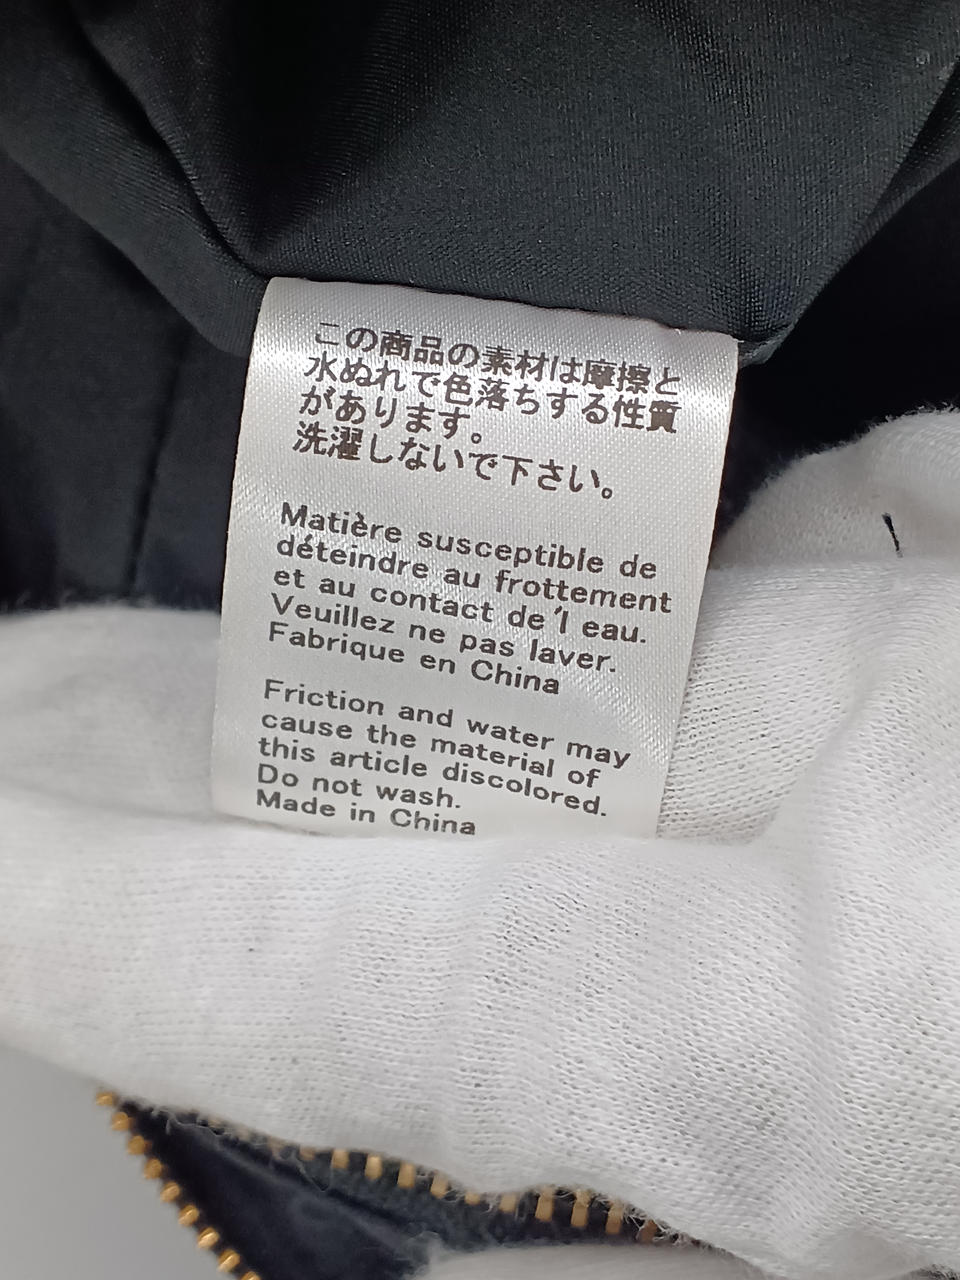 この商品の素材は摩擦と
水ぬれで色落ちする性質
があります。
洗濯しないで下さい。
Matière susceptible de
déteindre au frottement
et au contact de'l eau.
Veuillez ne pas laver.
Fabrique en China
Friction and water may
cause the material of
this article discolored.
Do not wash.
Made in China